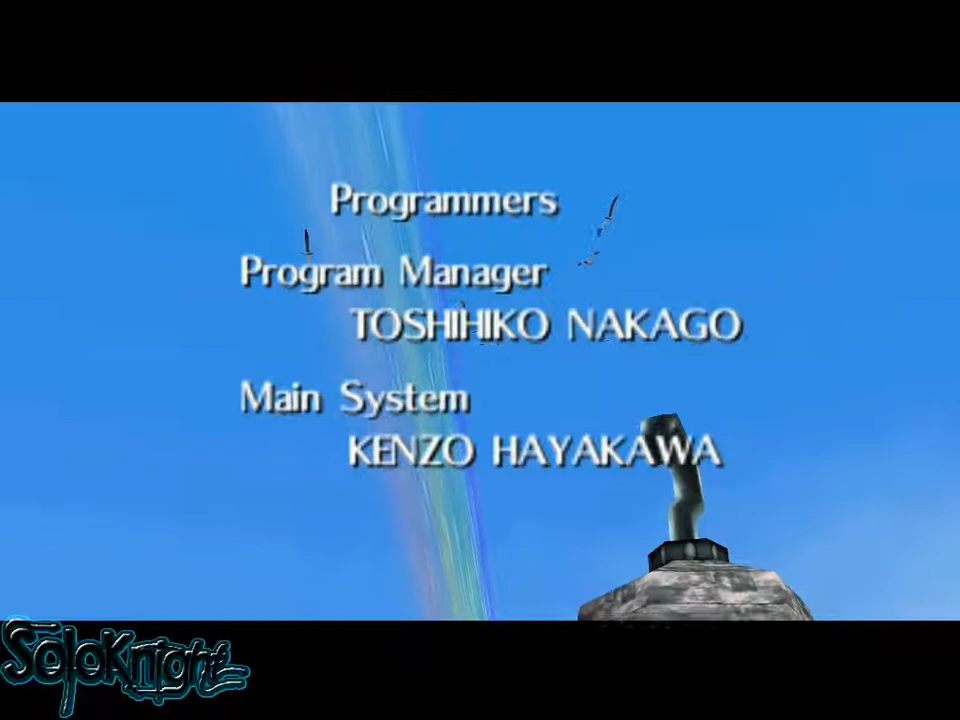 Programmers
Program Manager
TOSHIHIKO NAKAGO
Main System
KENZO HAYAKAWA
SoloKnight